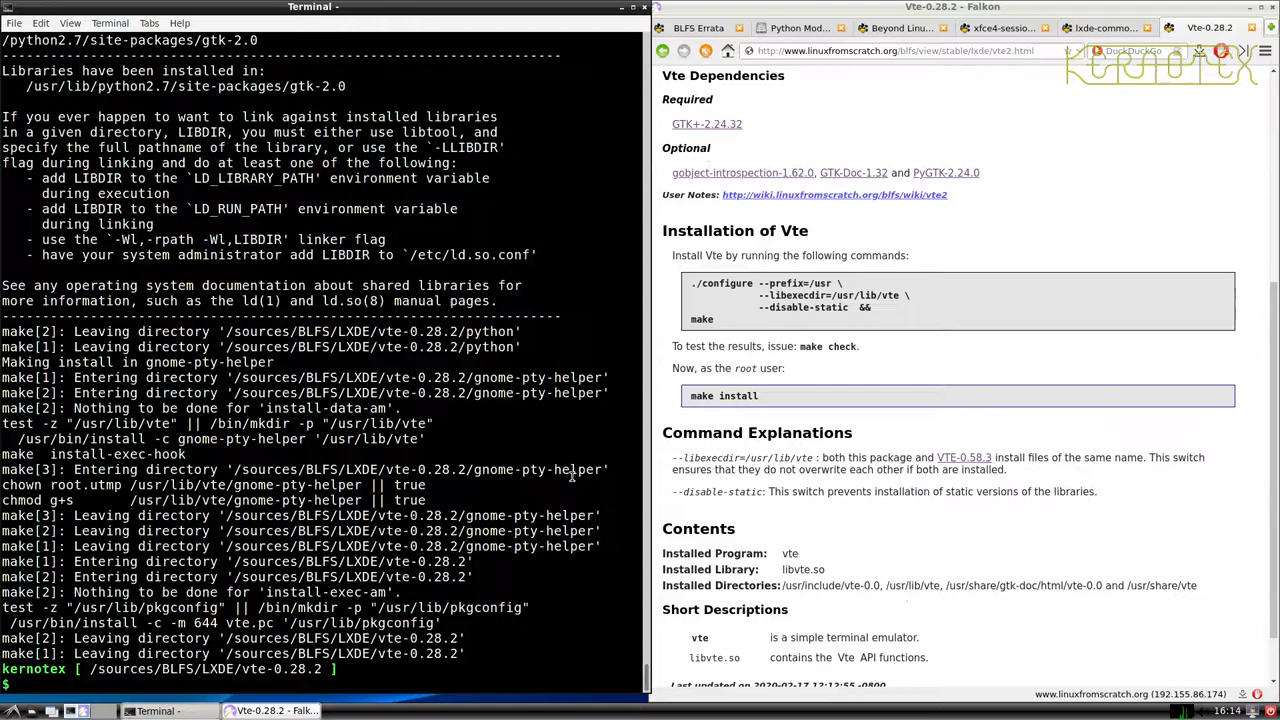 Terminal -
File Edit View Terminal Tabs Help
/python2.7/site-packages/gtk-2.0
----------------------------------------------------------------------
Libraries have been installed in:
   /usr/lib/python2.7/site-packages/gtk-2.0
If you ever happen to want to link against installed libraries
in a given directory, LIBDIR, you must either use libtool, and
specify the full pathname of the library, or use the `-LLIBDIR'
flag during linking and do at least one of the following:
   - add LIBDIR to the `LD_LIBRARY_PATH' environment variable
     during execution
   - add LIBDIR to the `LD_RUN_PATH' environment variable
     during linking
   - use the `-Wl,-rpath -Wl,LIBDIR' linker flag
   - have your system administrator add LIBDIR to `/etc/ld.so.conf'
See any operating system documentation about shared libraries for
more information, such as the ld(1) and ld.so(8) manual pages.
----------------------------------------------------------------------
make[2]: Leaving directory '/sources/BLFS/LXDE/vte-0.28.2/python'
make[1]: Leaving directory '/sources/BLFS/LXDE/vte-0.28.2/python'
Making install in gnome-pty-helper
make[1]: Entering directory '/sources/BLFS/LXDE/vte-0.28.2/gnome-pty-helper'
make[2]: Entering directory '/sources/BLFS/LXDE/vte-0.28.2/gnome-pty-helper'
make[2]: Nothing to be done for 'install-data-am'.
test -z "/usr/lib/vte" || /bin/mkdir -p "/usr/lib/vte"
  /usr/bin/install -c gnome-pty-helper '/usr/lib/vte'
make  install-exec-hook
make[3]: Entering directory '/sources/BLFS/LXDE/vte-0.28.2/gnome-pty-helper'
chown root.utmp /usr/lib/vte/gnome-pty-helper || true
chmod g+s      /usr/lib/vte/gnome-pty-helper || true
make[3]: Leaving directory '/sources/BLFS/LXDE/vte-0.28.2/gnome-pty-helper'
make[2]: Leaving directory '/sources/BLFS/LXDE/vte-0.28.2/gnome-pty-helper'
make[1]: Leaving directory '/sources/BLFS/LXDE/vte-0.28.2/gnome-pty-helper'
make[1]: Entering directory '/sources/BLFS/LXDE/vte-0.28.2'
make[2]: Entering directory '/sources/BLFS/LXDE/vte-0.28.2'
make[2]: Nothing to be done for 'install-exec-am'.
test -z "/usr/lib/pkgconfig" || /bin/mkdir -p "/usr/lib/pkgconfig"
 /usr/bin/install -c -m 644 vte.pc '/usr/lib/pkgconfig'
make[2]: Leaving directory '/sources/BLFS/LXDE/vte-0.28.2'
make[1]: Leaving directory '/sources/BLFS/LXDE/vte-0.28.2'
kernotex [ /sources/BLFS/LXDE/vte-0.28.2 ]
$
Vte-0.28.2 - Falkon
BLFS Errata Python Mod... Beyond Linu... xfce4-sessio... lxde-commo... Vte-0.28.2
http://www.linuxfromscratch.org/blfs/view/stable/lxde/vte2.html DuckDuckGo
KERNOTEX
Vte Dependencies
Required
GTK+-2.24.32
Optional
gobject-introspection-1.62.0, GTK-Doc-1.32 and PyGTK-2.24.0
User Notes: http://wiki.linuxfromscratch.org/blfs/wiki/vte2
Installation of Vte
Install Vte by running the following commands:
./configure --prefix=/usr \
            --libexecdir=/usr/lib/vte \
            --disable-static  &&
make
To test the results, issue: make check.
Now, as the root user:
make install
Command Explanations
--libexecdir=/usr/lib/vte : both this package and VTE-0.58.3 install files of the same name. This switch
ensures that they do not overwrite each other if both are installed.
--disable-static: This switch prevents installation of static versions of the libraries.
Contents
Installed Program: vte
Installed Library: libvte.so
Installed Directories: /usr/include/vte-0.0, /usr/lib/vte, /usr/share/gtk-doc/html/vte-0.0 and /usr/share/vte
Short Descriptions
vte is a simple terminal emulator.
libvte.so contains the Vte API functions.
Last updated on 2020-02-17 12:12:55 -0800
www.linuxfromscratch.org (192.155.86.174)
Terminal - Vte-0.28.2 - Falk... 16:14